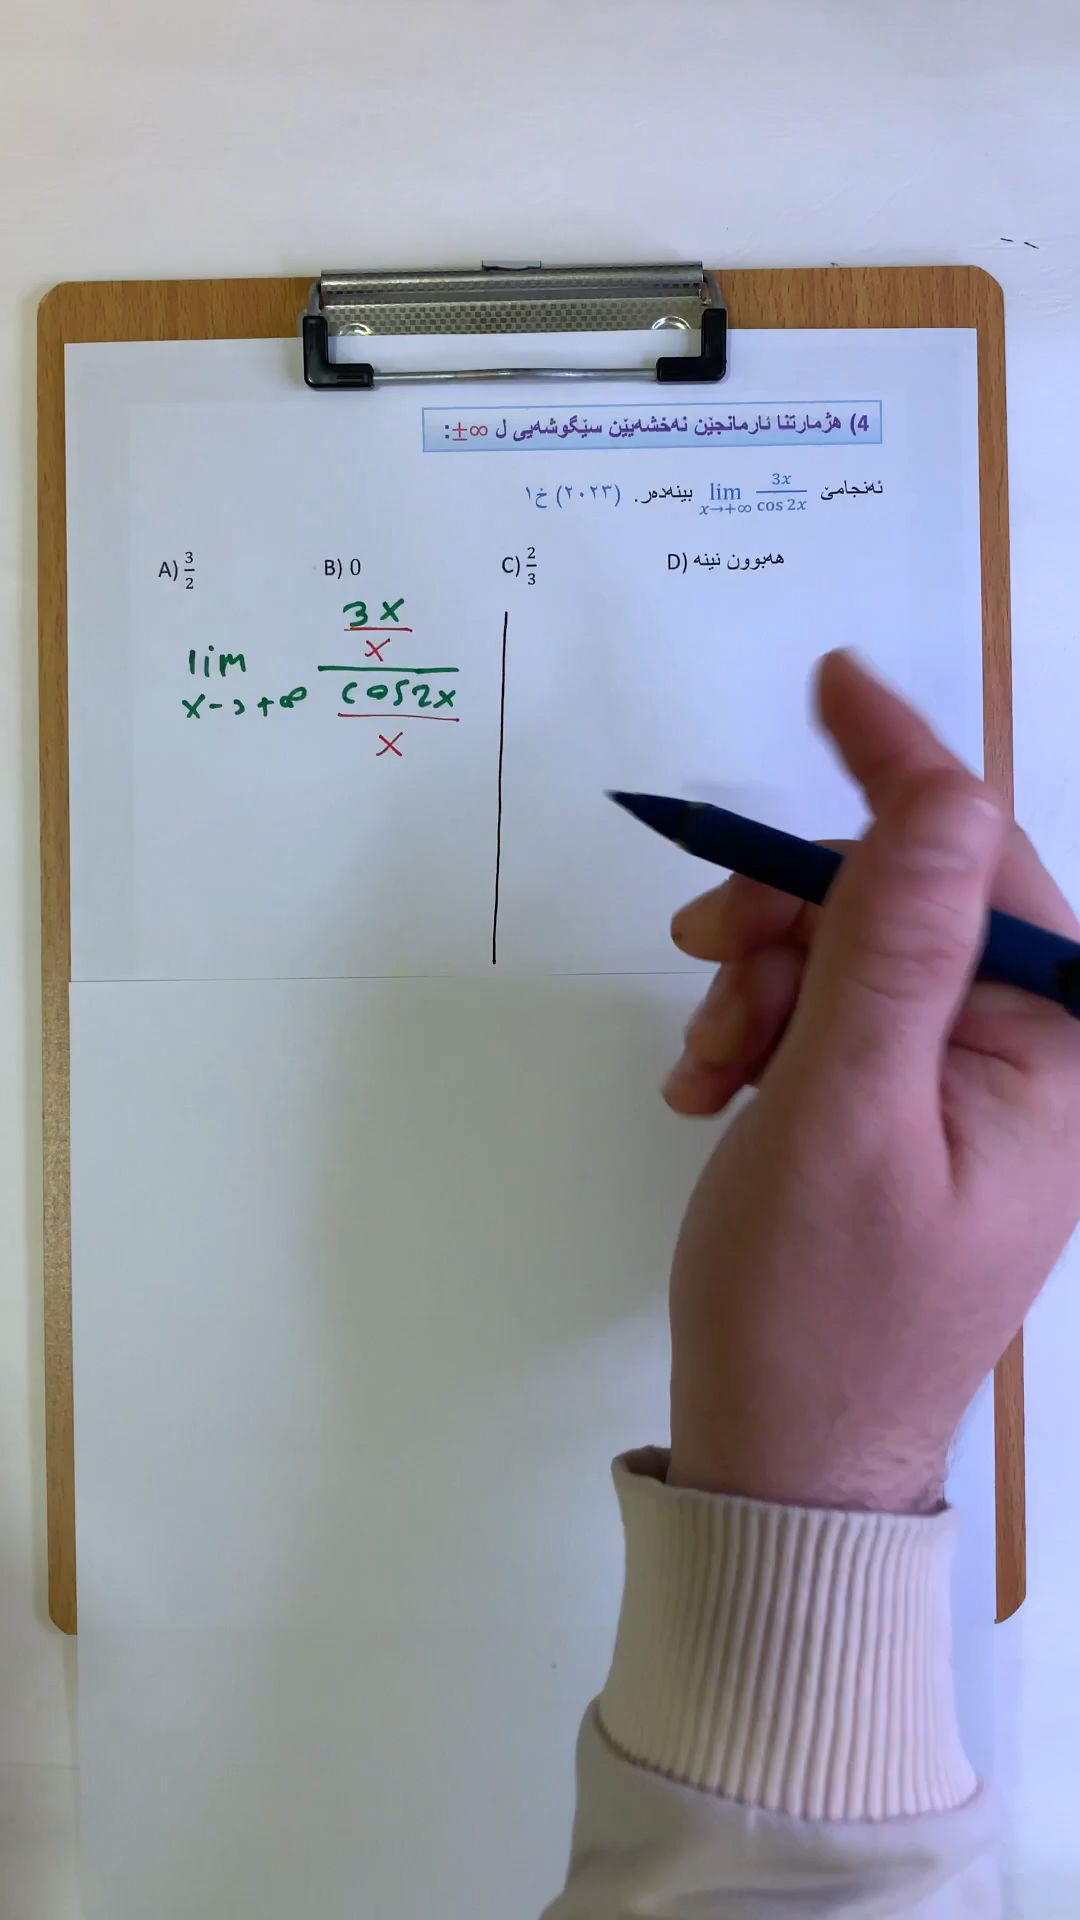 4) هژمارتنا ئارمانجێن نەخشەیێن سێگوشەیی ل ±∞:
ئەنجامێ lim x→+∞ 3x/cos 2x بینەدەر. (٢٠٢٣) خ١
A) 3/2 B) 0 C) 2/3 D) هەبوون نینە
3x
x
lim
x→+∞ cos2x
x